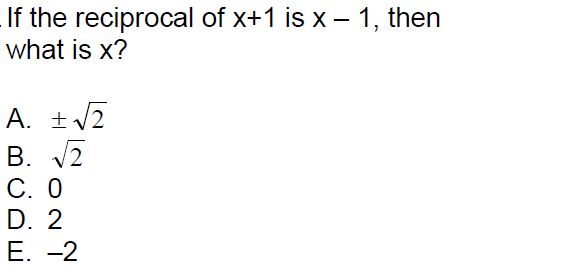 If the reciprocal of x+1 is x – 1, then
what is x?
A. ±√2
B. √2
C. 0
D. 2
E. –2